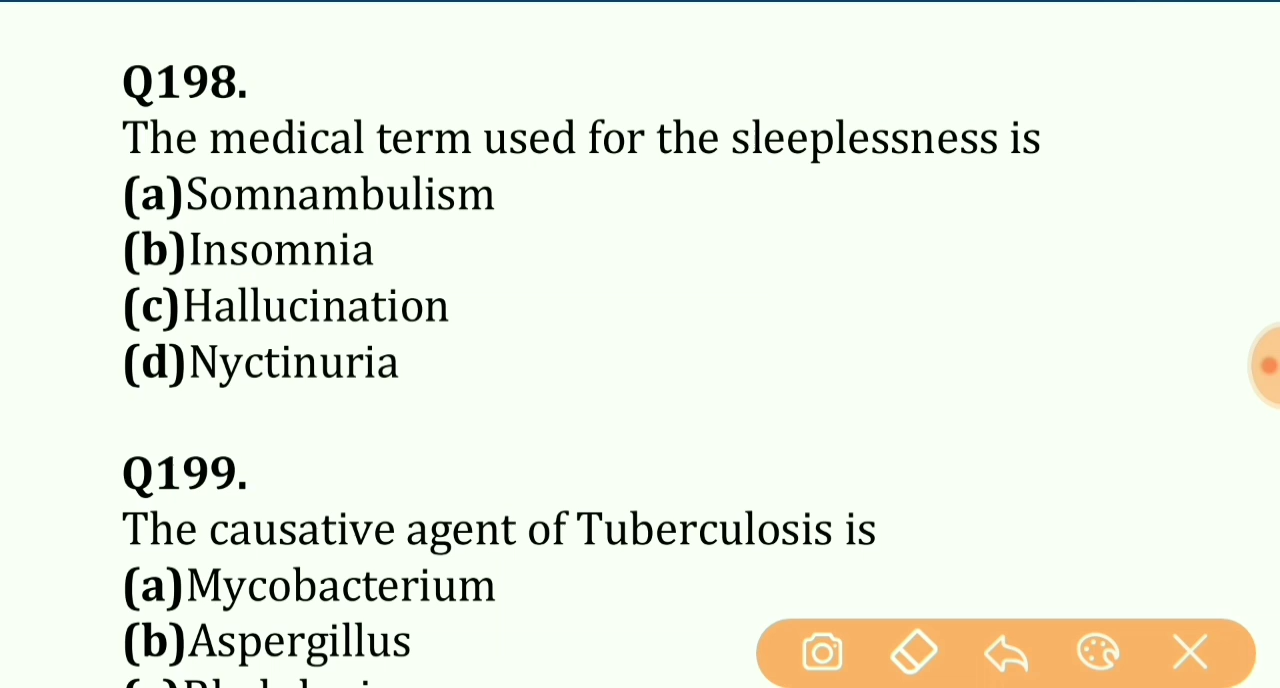 Q198.
The medical term used for the sleeplessness is
(a)Somnambulism
(b)Insomnia
(c)Hallucination
(d)Nyctinuria
Q199.
The causative agent of Tuberculosis is
(a)Mycobacterium
(b)Aspergillus